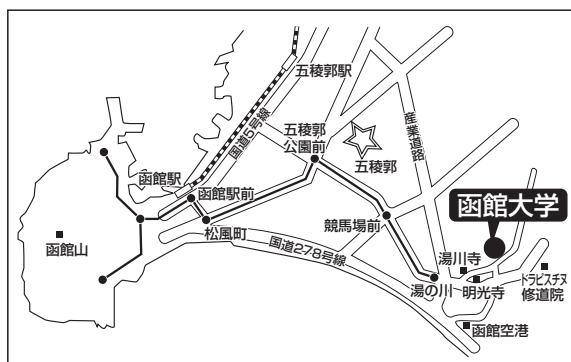 五稜郭駅
国道5号線
五稜郭
公園前
五稜郭
産業道路
函館駅
函館駅前
函館大学
松風町
競馬場前
函館山
国道278号線
湯川寺
湯の川
明光寺
トラピスチヌ
修道院
函館空港